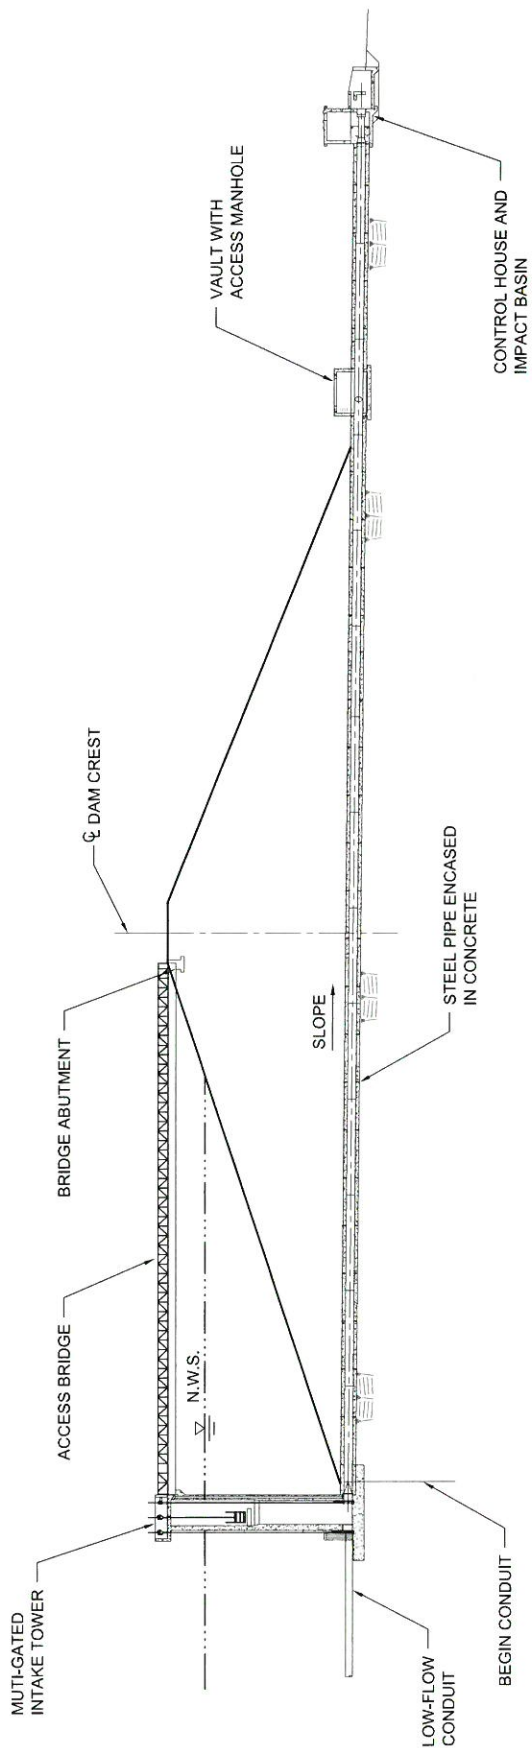 MUTI-GATED
INTAKE TOWER
ACCESS BRIDGE
BRIDGE ABUTMENT
℄ DAM CREST
VAULT WITH
ACCESS MANHOLE
N.W.S.
SLOPE
LOW-FLOW
CONDUIT
BEGIN CONDUIT
STEEL PIPE ENCASED
IN CONCRETE
CONTROL HOUSE AND
IMPACT BASIN